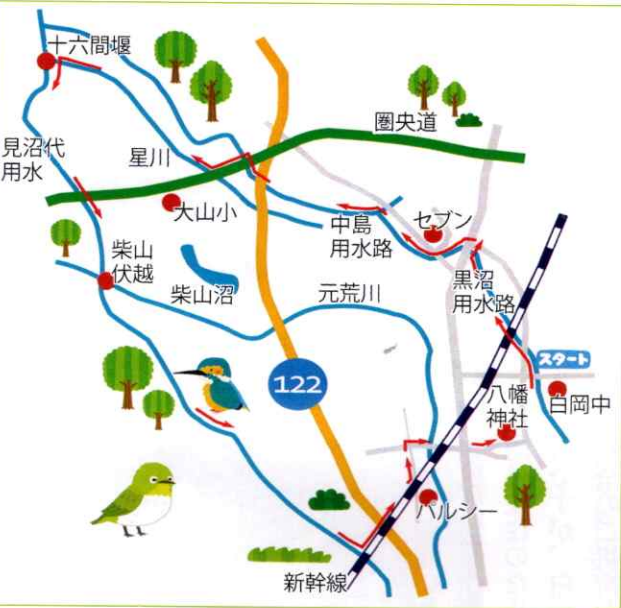 十六間堰
圏央道
見沼代
用水
星川
大山小
中島
用水路
セブン
柴山
伏越
柴山沼
元荒川
黒沼
用水路
スタート
122
八幡
神社
白岡中
パルシー
新幹線